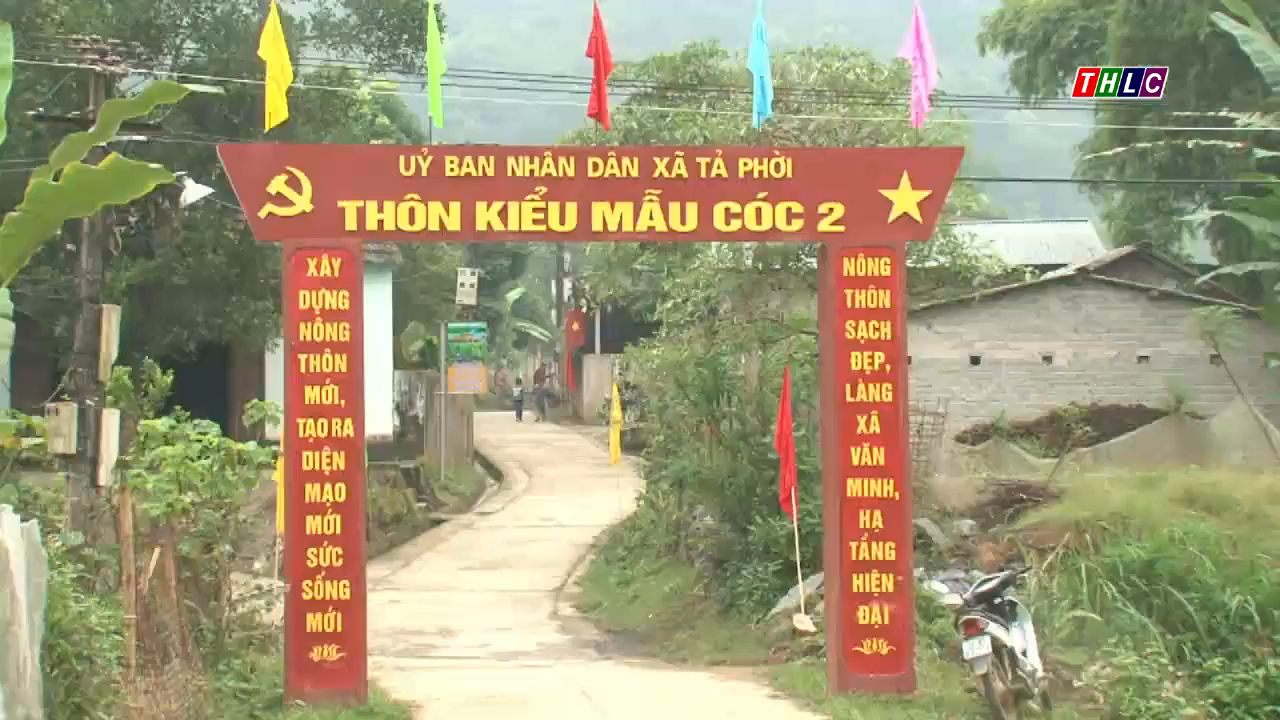 THLC
UỶ BAN NHÂN DÂN XÃ TẢ PHỜI
THÔN KIỂU MẪU CÓC 2
XÂY
DỰNG
NÔNG
THÔN
MỚI,
TẠO RA
DIỆN
MẠO
MỚI
SỨC
SỐNG
MỚI
NÔNG
THÔN
SẠCH
ĐẸP,
LÀNG
XÃ
VĂN
MINH,
HẠ
TẦNG
HIỆN
ĐẠI